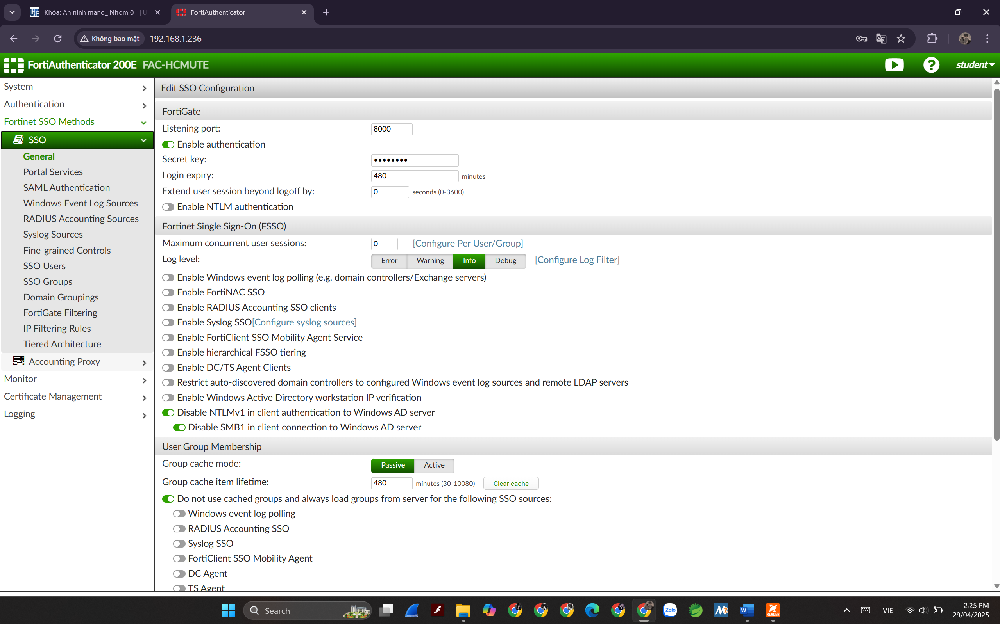 Khóa: An ninh mang_ Nhom 01 | U
FortiAuthenticator
Không bảo mật
192.168.1.236
FortiAuthenticator 200E FAC-HCMUTE
student
System
Authentication
Fortinet SSO Methods
SSO
General
Portal Services
SAML Authentication
Windows Event Log Sources
RADIUS Accounting Sources
Syslog Sources
Fine-grained Controls
SSO Users
SSO Groups
Domain Groupings
FortiGate Filtering
IP Filtering Rules
Tiered Architecture
Accounting Proxy
Monitor
Certificate Management
Logging
Edit SSO Configuration
FortiGate
Listening port: 8000
Enable authentication
Secret key: ••••••••
Login expiry: 480 minutes
Extend user session beyond logoff by: 0 seconds (0-3600)
Enable NTLM authentication
Fortinet Single Sign-On (FSSO)
Maximum concurrent user sessions: 0 [Configure Per User/Group]
Log level: Error Warning Info Debug [Configure Log Filter]
Enable Windows event log polling (e.g. domain controllers/Exchange servers)
Enable FortiNAC SSO
Enable RADIUS Accounting SSO clients
Enable Syslog SSO[Configure syslog sources]
Enable FortiClient SSO Mobility Agent Service
Enable hierarchical FSSO tiering
Enable DC/TS Agent Clients
Restrict auto-discovered domain controllers to configured Windows event log sources and remote LDAP servers
Enable Windows Active Directory workstation IP verification
Disable NTLMv1 in client authentication to Windows AD server
Disable SMB1 in client connection to Windows AD server
User Group Membership
Group cache mode: Passive Active
Group cache item lifetime: 480 minutes (30-10080) Clear cache
Do not use cached groups and always load groups from server for the following SSO sources:
Windows event log polling
RADIUS Accounting SSO
Syslog SSO
FortiClient SSO Mobility Agent
DC Agent
TS Agent
Search
Zalo
READER
VIE
2:25 PM
29/04/2025